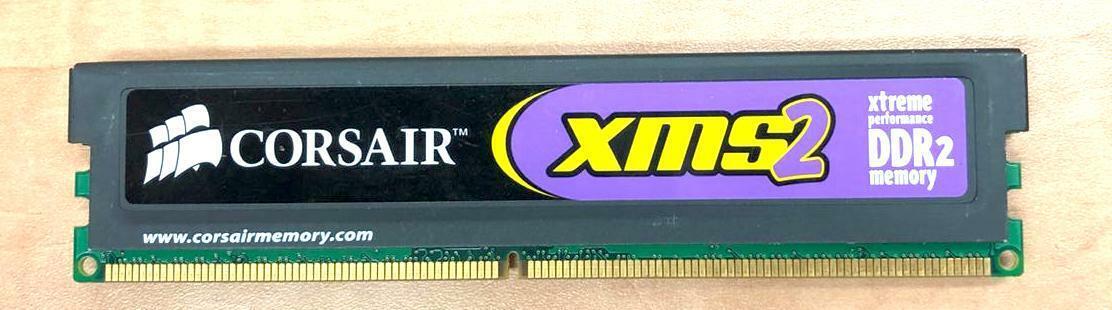 CORSAIR™
xms2
xtreme
performance
DDR2
memory
www.corsairmemory.com